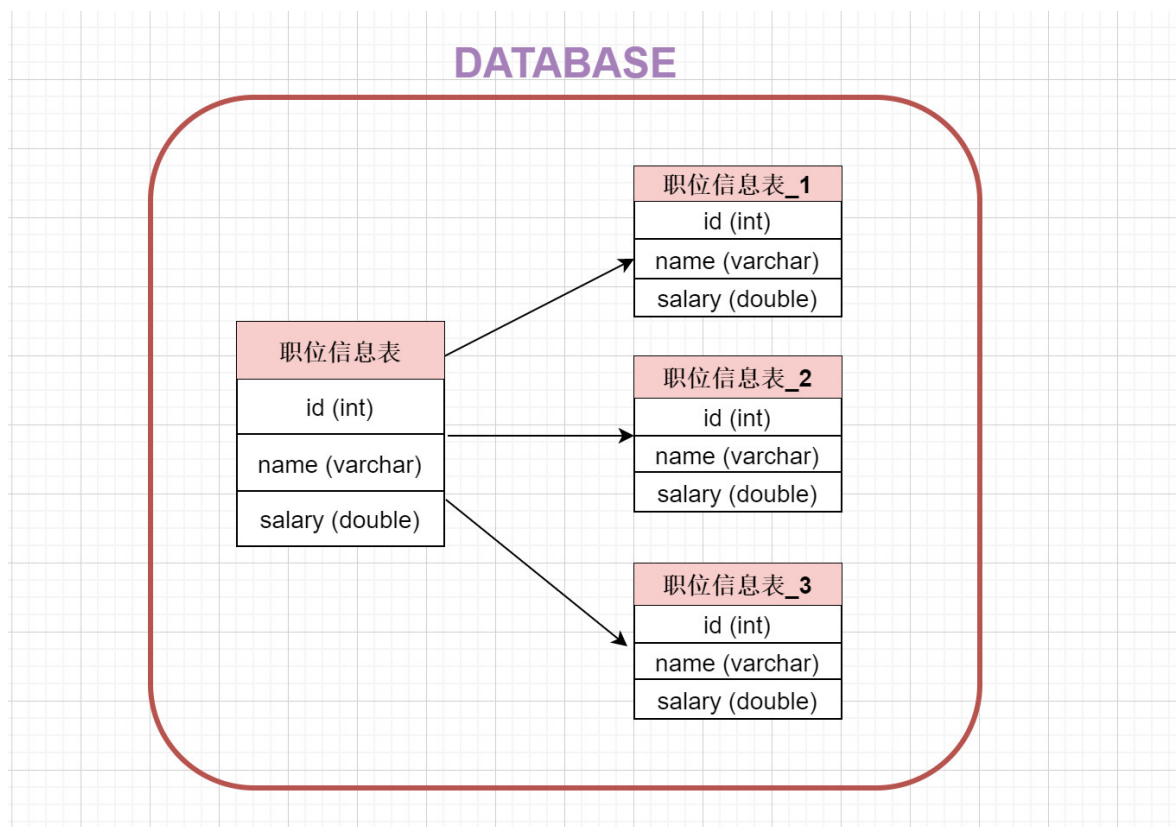 DATABASE
职位信息表
id (int)
name (varchar)
salary (double)
职位信息表_1
id (int)
name (varchar)
salary (double)
职位信息表_2
id (int)
name (varchar)
salary (double)
职位信息表_3
id (int)
name (varchar)
salary (double)